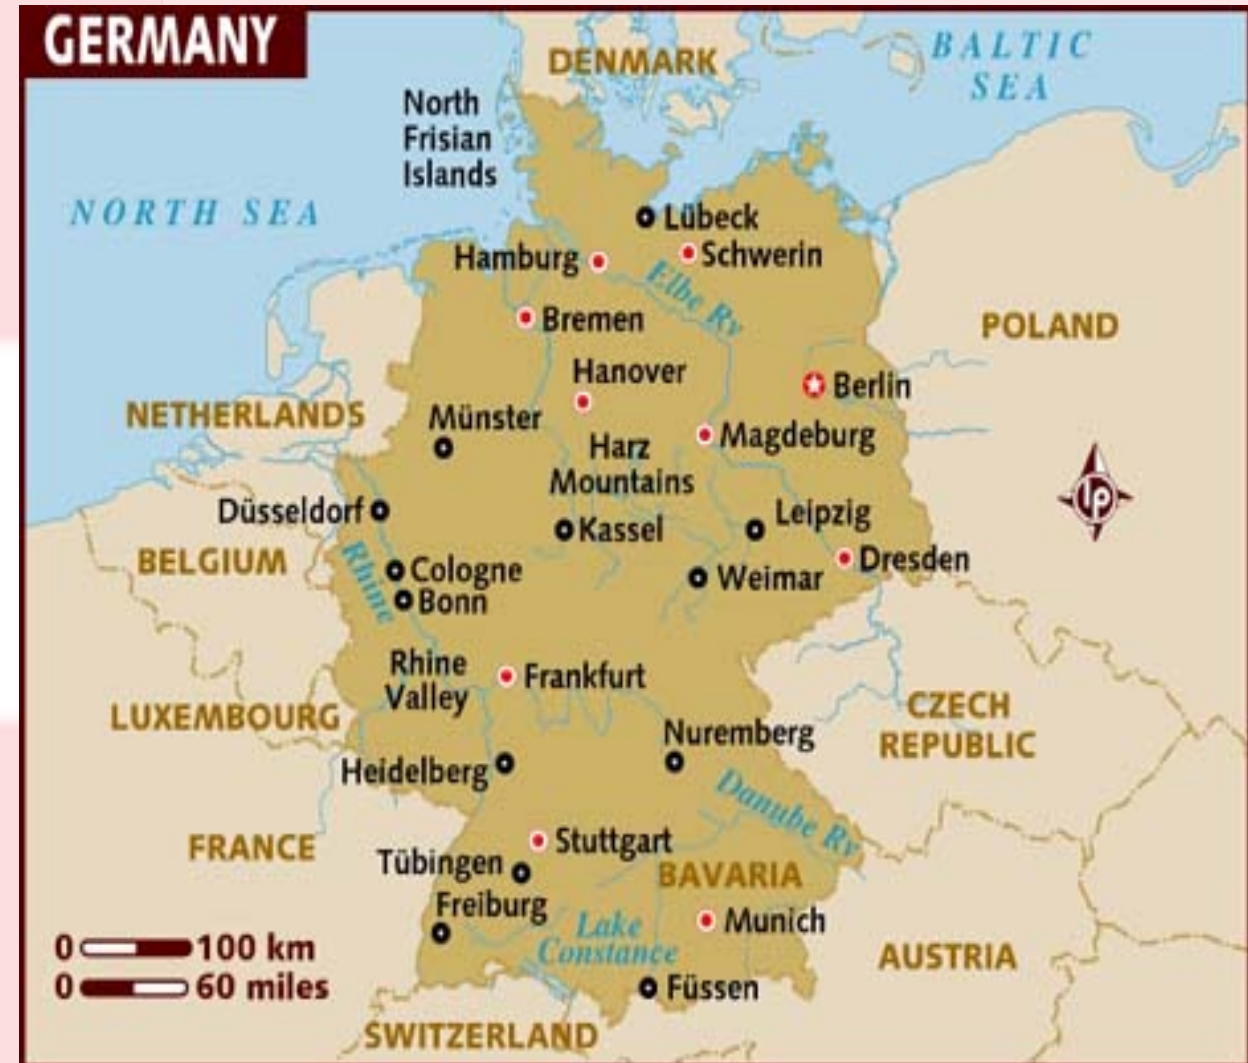 GERMANY
DENMARK
BALTIC
SEA
North
Frisian
Islands
NORTH SEA
Lübeck
Hamburg
Schwerin
Elbe Rv
Bremen
POLAND
Hanover
Berlin
NETHERLANDS
Münster
Magdeburg
Harz
Mountains
lp
Düsseldorf
Kassel
Leipzig
BELGIUM
Rhine
Cologne
Dresden
Weimar
Bonn
Rhine
Valley
Frankfurt
LUXEMBOURG
CZECH
REPUBLIC
Nuremberg
Heidelberg
Danube Rv
FRANCE
Stuttgart
Tübingen
BAVARIA
Freiburg
Lake
Constance
Munich
0 100 km
AUSTRIA
0 60 miles
Füssen
SWITZERLAND